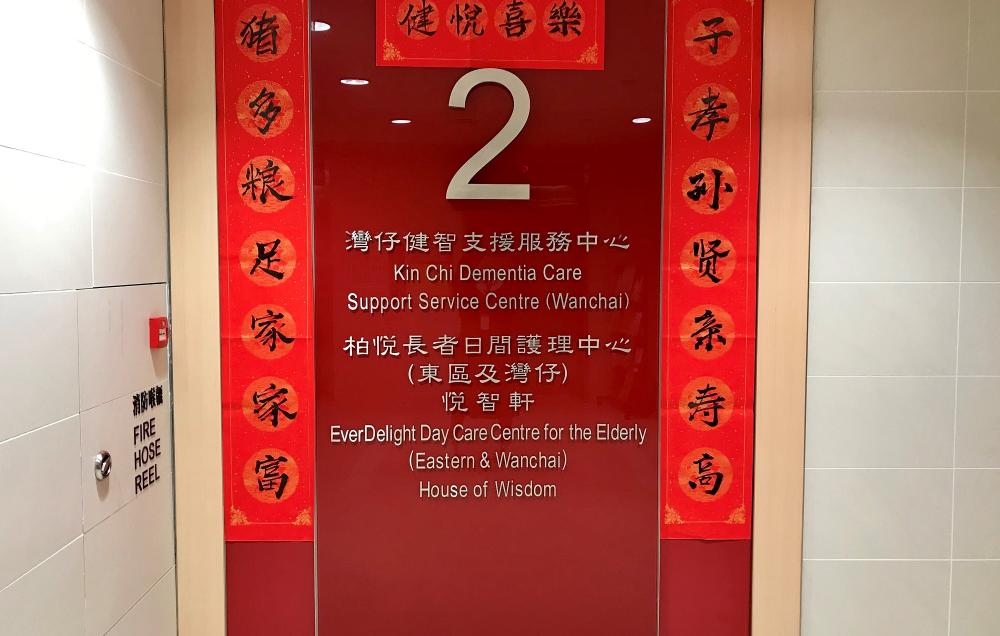 健悦喜樂
猪多粮足家家富
子孝孙贤亲寿高
2
灣仔健智支援服務中心
Kin Chi Dementia Care
Support Service Centre (Wanchai)
柏悦長者日間護理中心
(東區及灣仔)
悦智軒
EverDelight Day Care Centre for the Elderly
(Eastern & Wanchai)
House of Wisdom
消防喉轆
FIRE
HOSE
REEL